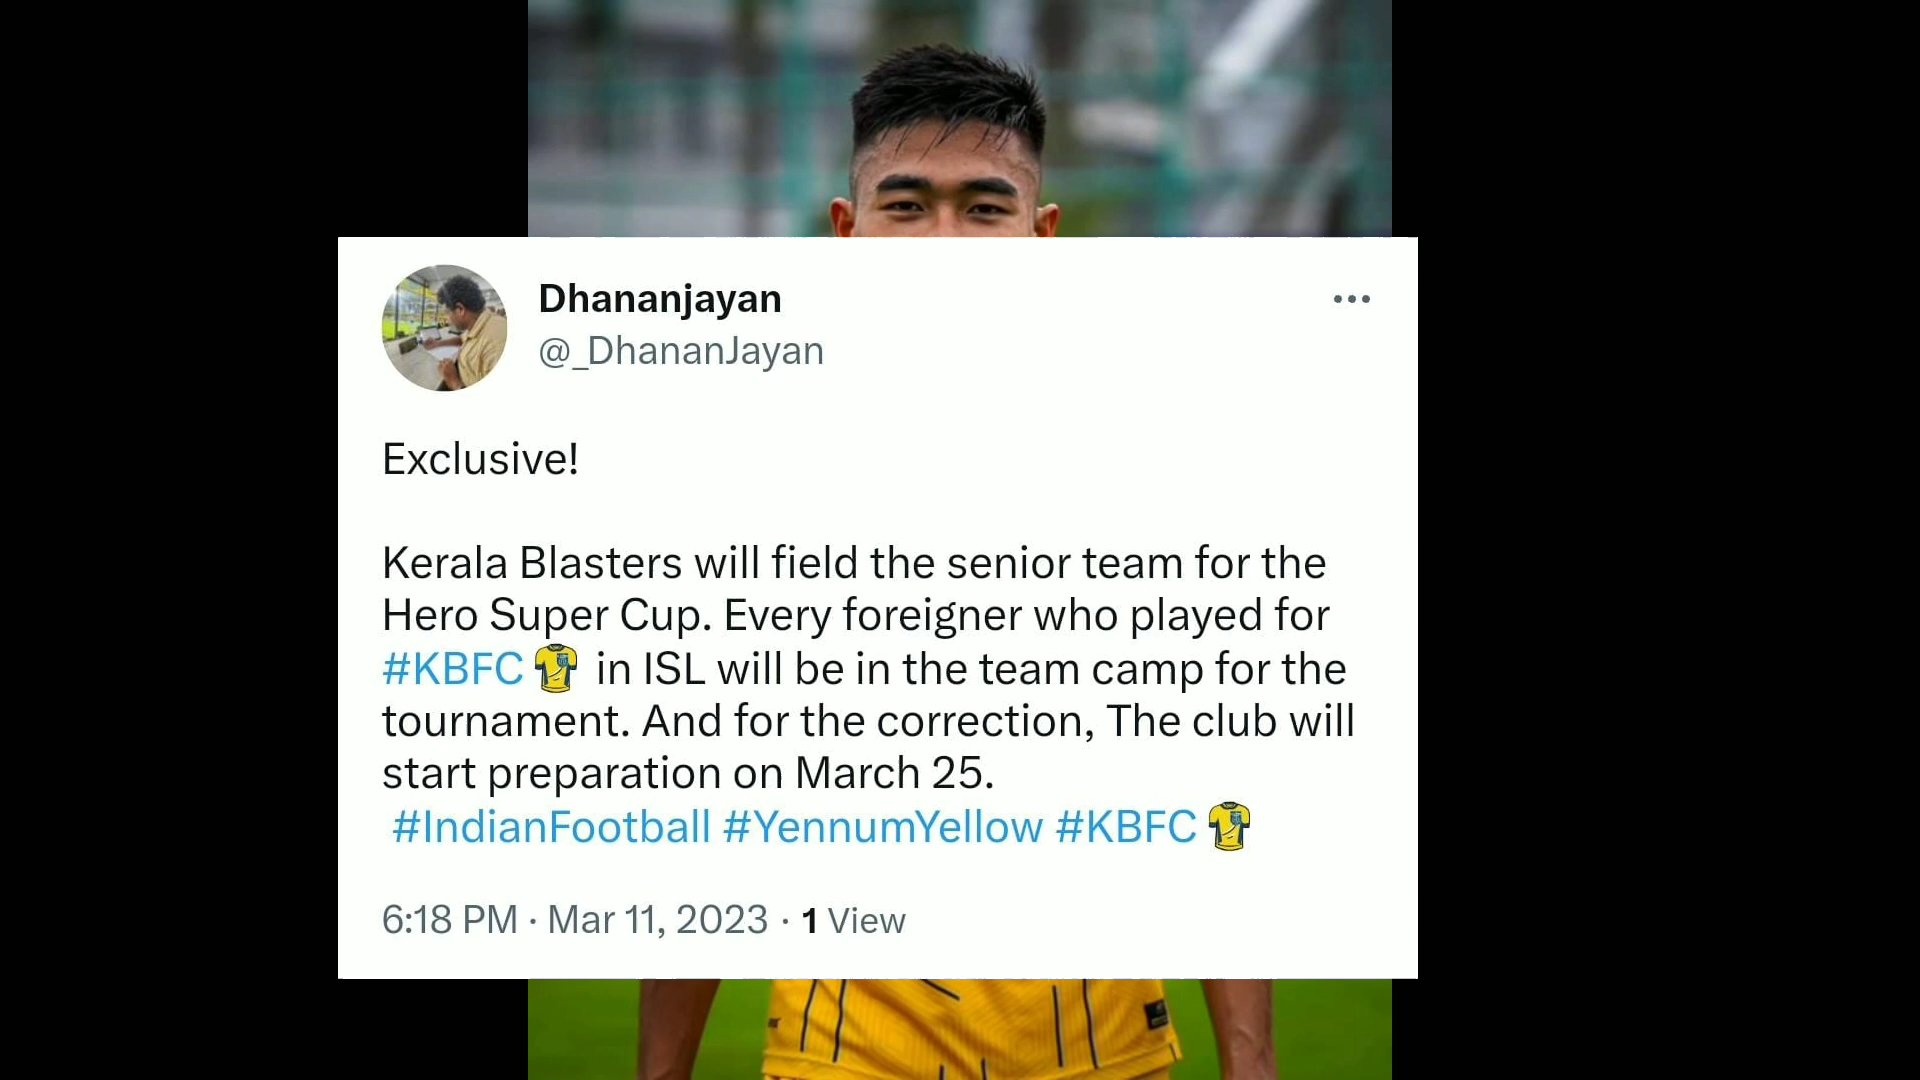 Dhananjayan
@_DhananJayan
Exclusive!
Kerala Blasters will field the senior team for the
Hero Super Cup. Every foreigner who played for
#KBFC in ISL will be in the team camp for the
tournament. And for the correction, The club will
start preparation on March 25.
#IndianFootball #YennumYellow #KBFC
6:18 PM · Mar 11, 2023 · 1 View